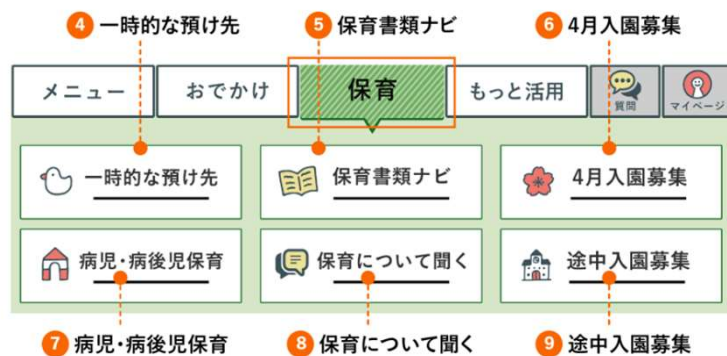 4 一時的な預け先 5 保育書類ナビ 6 4月入園募集
メニュー おでかけ 保育 もっと活用 質問 マイページ
一時的な預け先 保育書類ナビ 4月入園募集
病児・病後児保育 保育について聞く 途中入園募集
7 病児・病後児保育 8 保育について聞く 9 途中入園募集